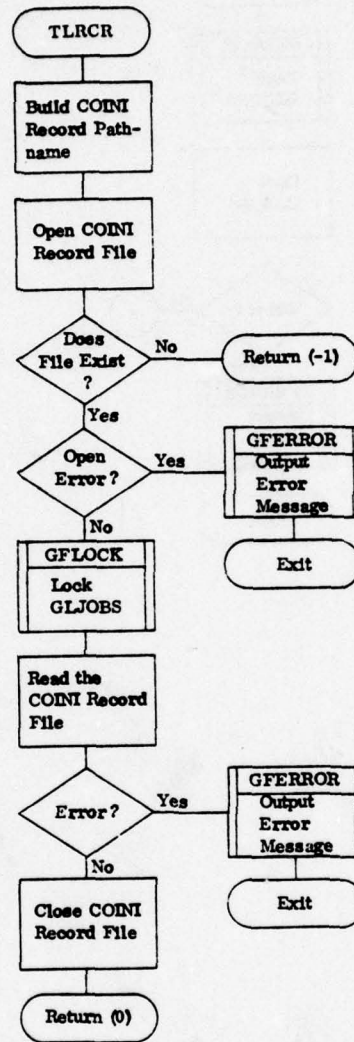 TLRCR
Build COINI
Record Path-
name
Open COINI
Record File
Does
File Exist
?
No
Return (-1)
Yes
Open
Error?
Yes
GFERROR
Output
Error
Message
Exit
No
GFLOCK
Lock
GLJOBS
Read the
COINI Record
File
Error?
Yes
GFERROR
Output
Error
Message
Exit
No
Close COINI
Record File
Return (0)